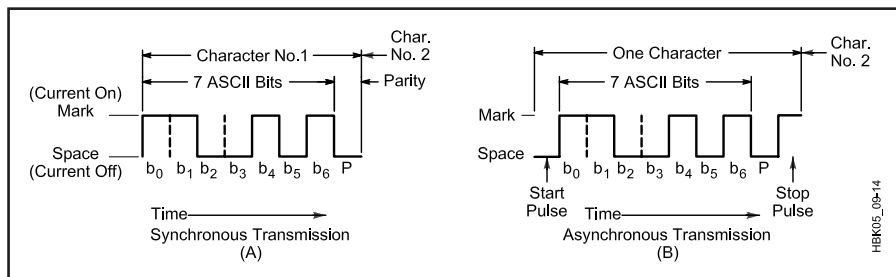 Character No.1
Char.
No. 2
7 ASCII Bits
Parity
(Current On)
Mark
Space
(Current Off)
b0 b1 b2 b3 b4 b5 b6 P
Time
Synchronous Transmission
(A)
One Character
Char.
No. 2
7 ASCII Bits
Mark
Space
b0 b1 b2 b3 b4 b5 b6 P
Start
Pulse
Stop
Pulse
Time
Asynchronous Transmission
(B)
HBK05_09-14